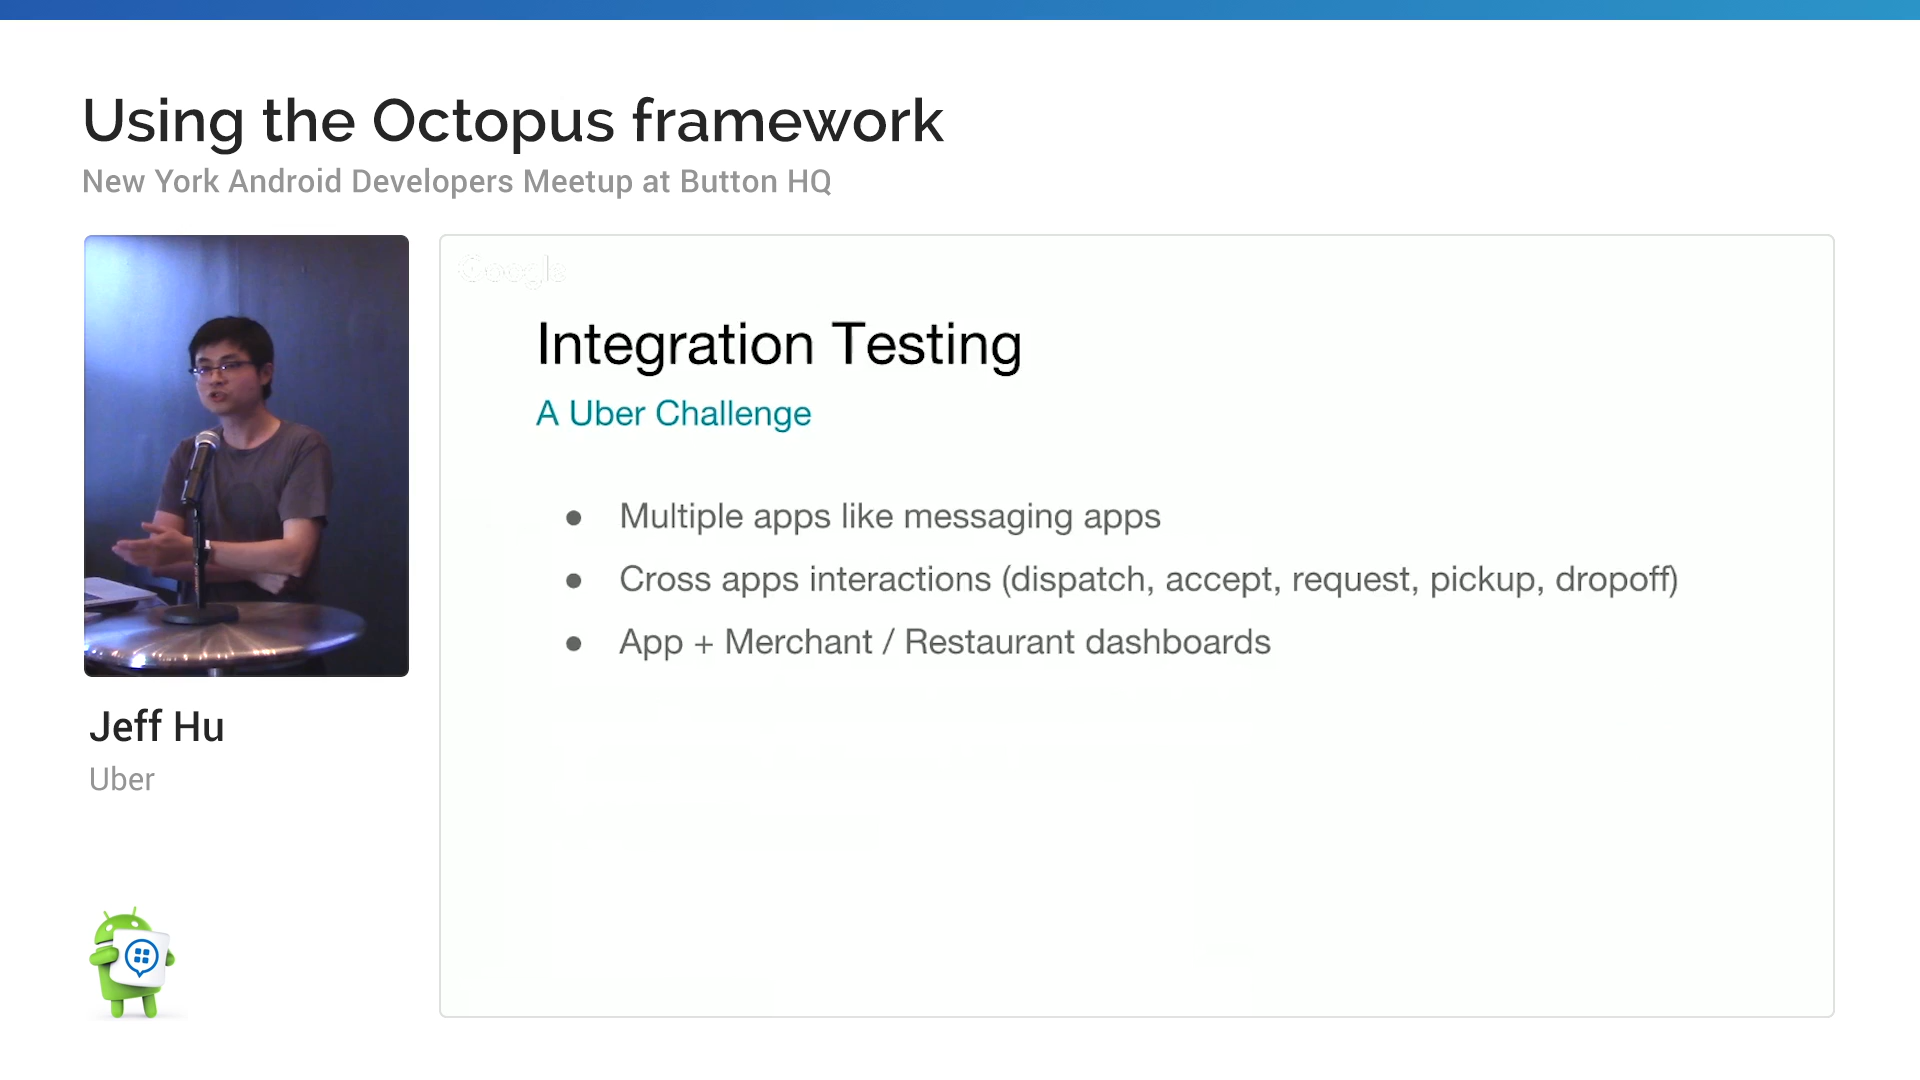 Using the Octopus framework
New York Android Developers Meetup at Button HQ
Google
Integration Testing
A Uber Challenge
● Multiple apps like messaging apps
● Cross apps interactions (dispatch, accept, request, pickup, dropoff)
● App + Merchant / Restaurant dashboards
Jeff Hu
Uber